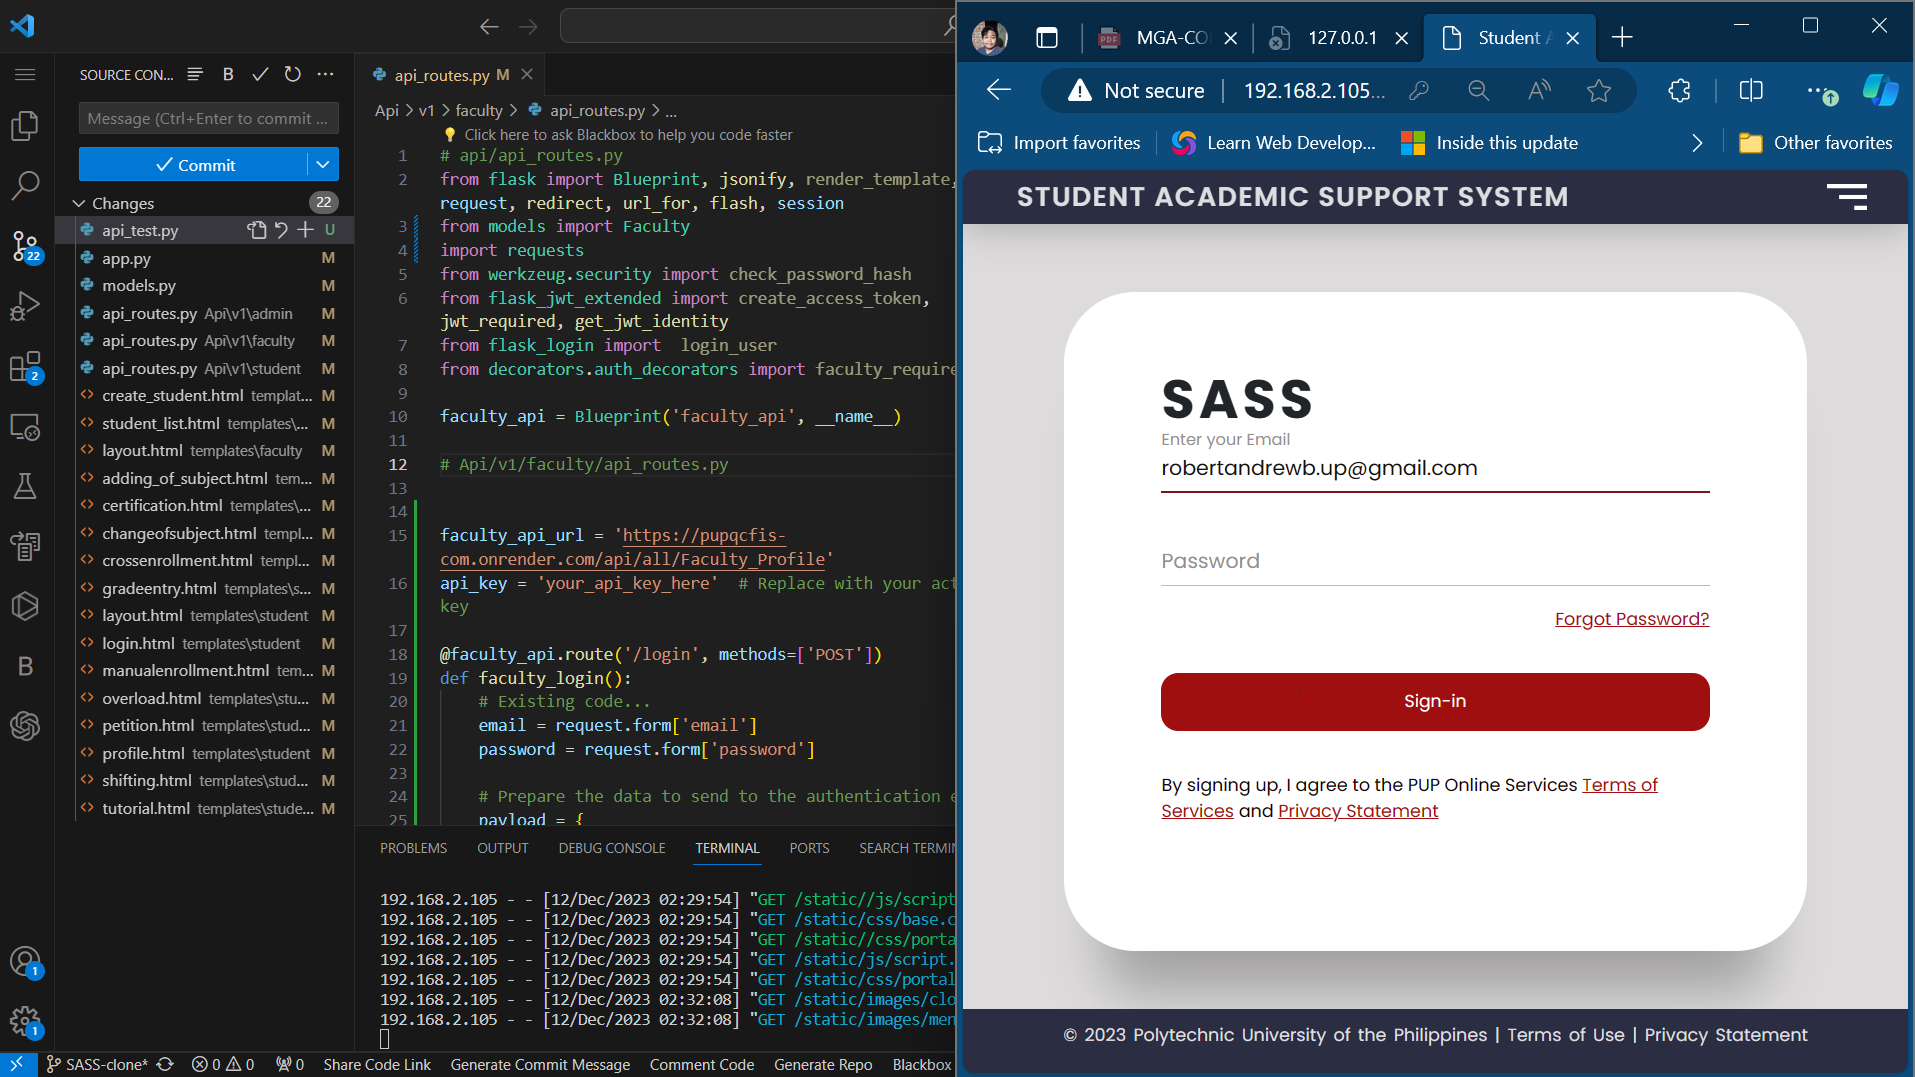 SOURCE CON...
B
Message (Ctrl+Enter to commit ...
Commit
Changes
22
api_test.py
U
app.py
M
models.py
M
api_routes.py Api\v1\admin
M
api_routes.py Api\v1\faculty
M
api_routes.py Api\v1\student
M
create_student.html templat...
M
student_list.html templates\...
M
layout.html templates\faculty
M
adding_of_subject.html tem...
M
certification.html templates\...
M
changeofsubject.html templ...
M
crossenrollment.html templ...
M
gradeentry.html templates\s...
M
layout.html templates\student
M
login.html templates\student
M
manualenrollment.html tem...
M
overload.html templates\stu...
M
petition.html templates\stud...
M
profile.html templates\student
M
shifting.html templates\stud...
M
tutorial.html templates\stude...
M
22
2
B
1
1
api_routes.py M
Api > v1 > faculty > api_routes.py > ...
Click here to ask Blackbox to help you code faster
1 # api/api_routes.py
2 from flask import Blueprint, jsonify, render_template,
request, redirect, url_for, flash, session
3 from models import Faculty
4 import requests
5 from werkzeug.security import check_password_hash
6 from flask_jwt_extended import create_access_token,
jwt_required, get_jwt_identity
7 from flask_login import  login_user
8 from decorators.auth_decorators import faculty_require
9
10 faculty_api = Blueprint('faculty_api', __name__)
11
12 # Api/v1/faculty/api_routes.py
13
14
15 faculty_api_url = 'https://pupqcfis-
com.onrender.com/api/all/Faculty_Profile'
16 api_key = 'your_api_key_here'  # Replace with your act
key
17
18 @faculty_api.route('/login', methods=['POST'])
19 def faculty_login():
20 # Existing code...
21 email = request.form['email']
22 password = request.form['password']
23
24 # Prepare the data to send to the authentication e
25 payload = {
PROBLEMS OUTPUT DEBUG CONSOLE TERMINAL PORTS SEARCH TERMIN
192.168.2.105 - - [12/Dec/2023 02:29:54] "GET /static//js/script
192.168.2.105 - - [12/Dec/2023 02:29:54] "GET /static/css/base.c
192.168.2.105 - - [12/Dec/2023 02:29:54] "GET /static//css/porta
192.168.2.105 - - [12/Dec/2023 02:29:54] "GET /static/js/script.
192.168.2.105 - - [12/Dec/2023 02:29:54] "GET /static/css/portal
192.168.2.105 - - [12/Dec/2023 02:32:08] "GET /static/images/clo
192.168.2.105 - - [12/Dec/2023 02:32:08] "GET /static/images/men
SASS-clone* 0 0 0 Share Code Link Generate Commit Message Comment Code Generate Repo Blackbox
PDF MGA-CO 127.0.0.1 Student A
Not secure | 192.168.2.105...
Import favorites Learn Web Develop... Inside this update Other favorites
STUDENT ACADEMIC SUPPORT SYSTEM
SASS
Enter your Email
robertandrewb.up@gmail.com
Password
Forgot Password?
Sign-in
By signing up, I agree to the PUP Online Services Terms of
Services and Privacy Statement
© 2023 Polytechnic University of the Philippines | Terms of Use | Privacy Statement